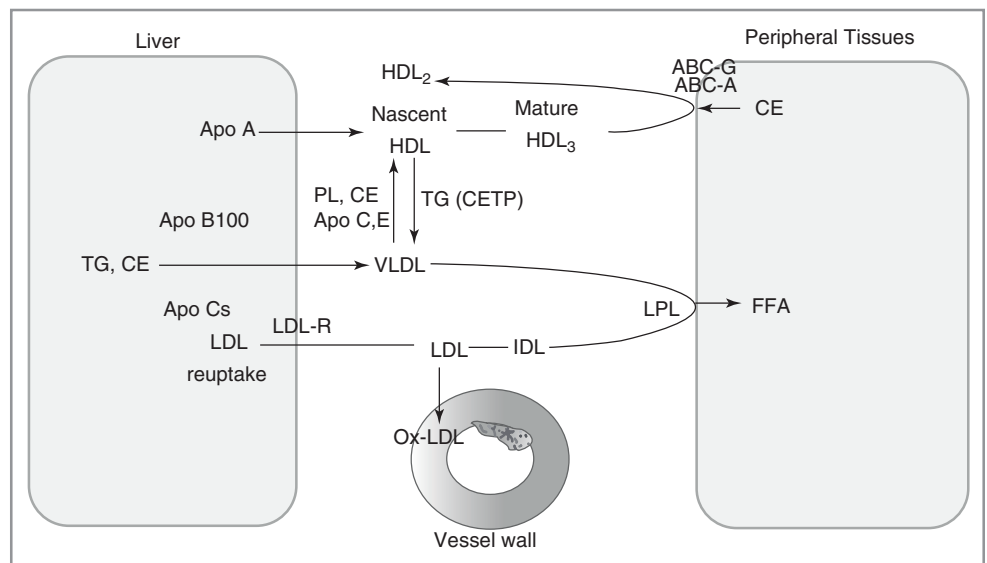 Liver
Peripheral Tissues
HDL₂
ABC-G
ABC-A
CE
Apo A
Nascent
HDL
Mature
HDL₃
PL, CE
Apo C,E
TG (CETP)
Apo B100
TG, CE
VLDL
LPL
FFA
Apo Cs
LDL-R
LDL
reuptake
LDL
IDL
Ox-LDL
Vessel wall